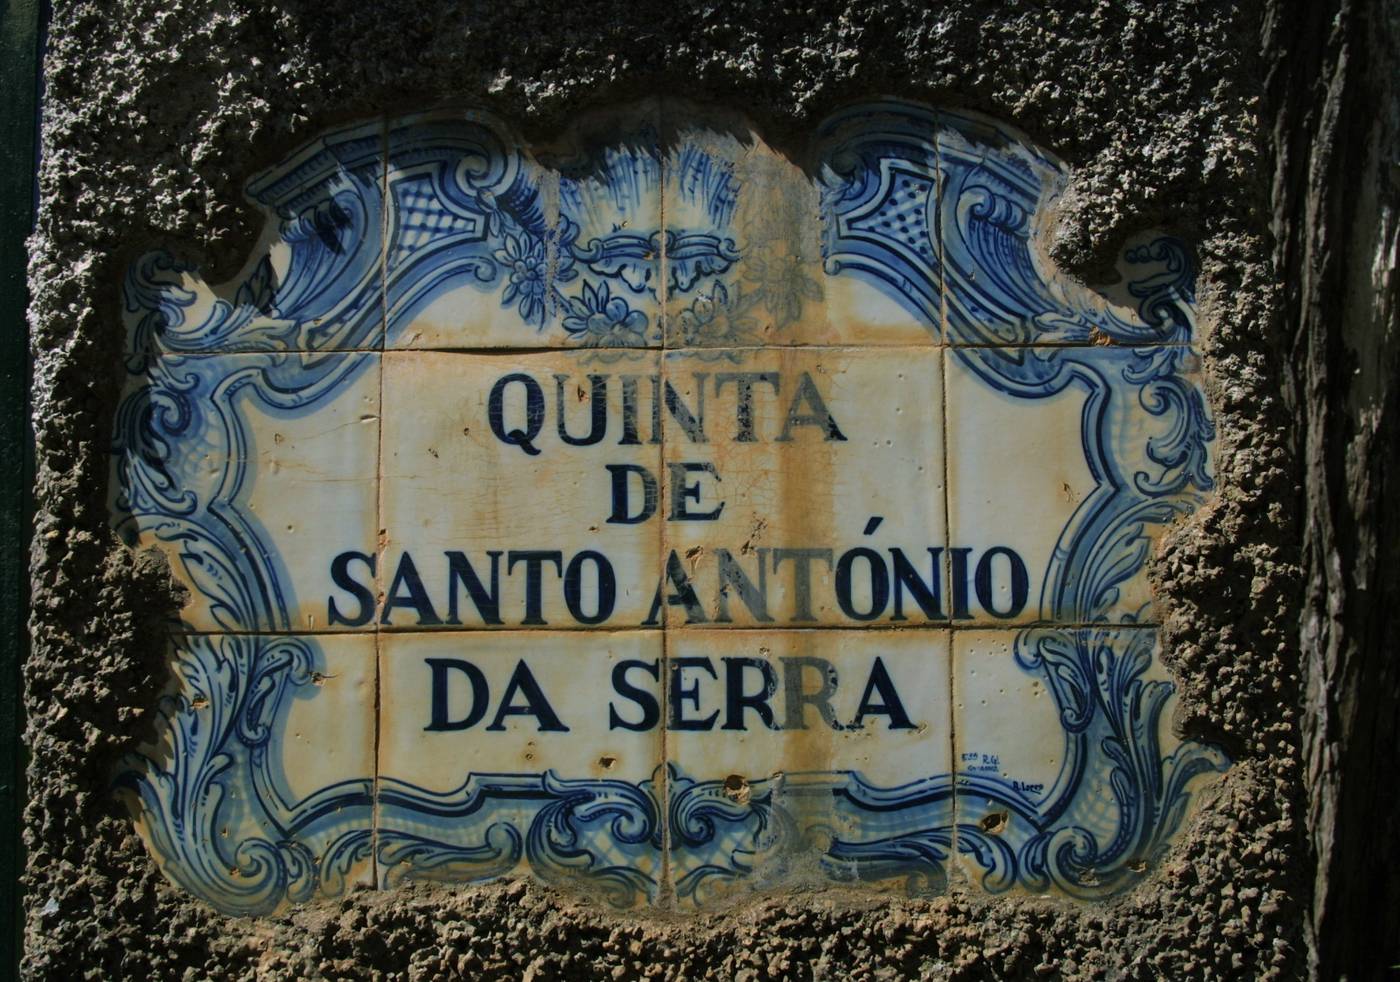 QUINTA
DE
SANTO ANTÓNIO
DA SERRA